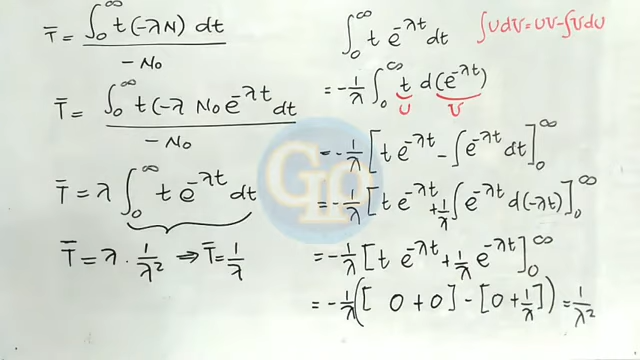 T̄ = ∫₀^∞ t (-λN) dt / -N₀
T̄ = ∫₀^∞ t (-λ N₀ e^{-λt}) dt / -N₀
T̄ = λ ∫₀^∞ t e^{-λt} dt
T̄ = λ · 1/λ² ⇒ T̄ = 1/λ
∫₀^∞ t e^{-λt} dt ∫UdV = UV - ∫VdU
= -1/λ ∫₀^∞ t d(e^{-λt})
U V
= -1/λ [t e^{-λt} - ∫e^{-λt} dt]₀^∞
= -1/λ [t e^{-λt} + 1/λ ∫e^{-λt} d(-λt)]₀^∞
= -1/λ [t e^{-λt} + 1/λ e^{-λt}]₀^∞
= -1/λ ([0 + 0] - [0 + 1/λ]) = 1/λ²